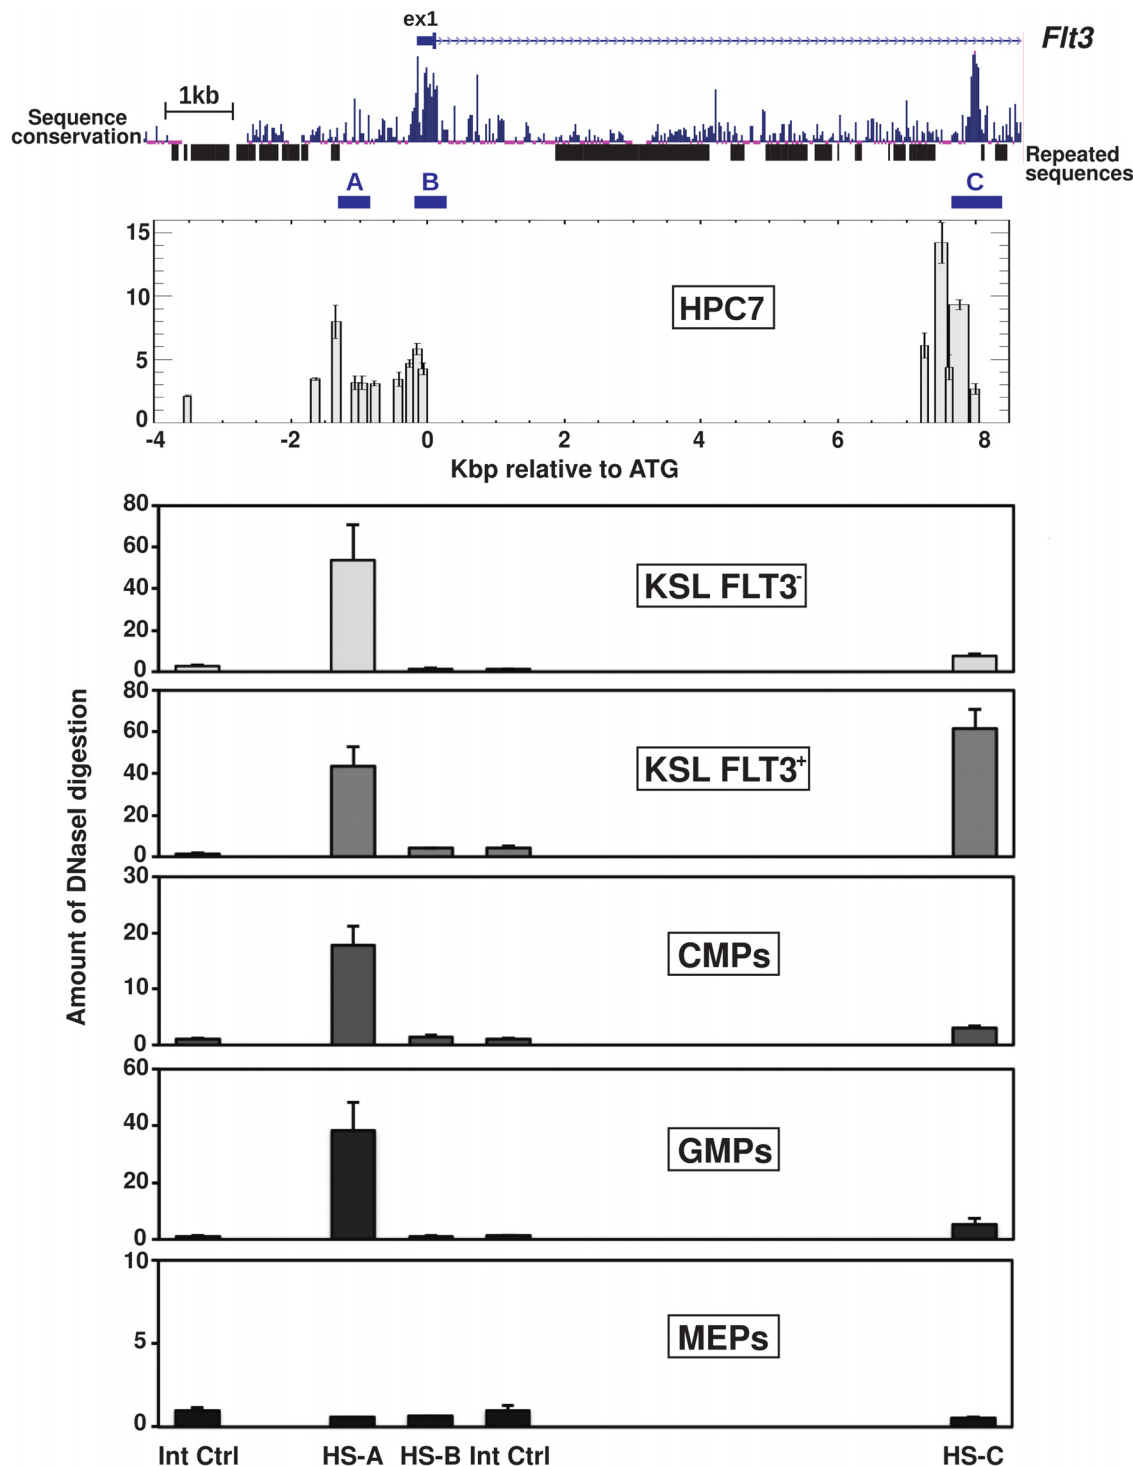 ex1
Flt3
1kb
Sequence
conservation
Repeated
sequences
A B C
15
10
5
0
HPC7
-4 -2 0 2 4 6 8
Kbp relative to ATG
Amount of DNaseI digestion
80
60
40
20
0
KSL FLT3-
80
60
40
20
0
KSL FLT3+
30
20
10
0
CMPs
60
40
20
0
GMPs
10
5
0
MEPs
Int Ctrl HS-A HS-B Int Ctrl HS-C